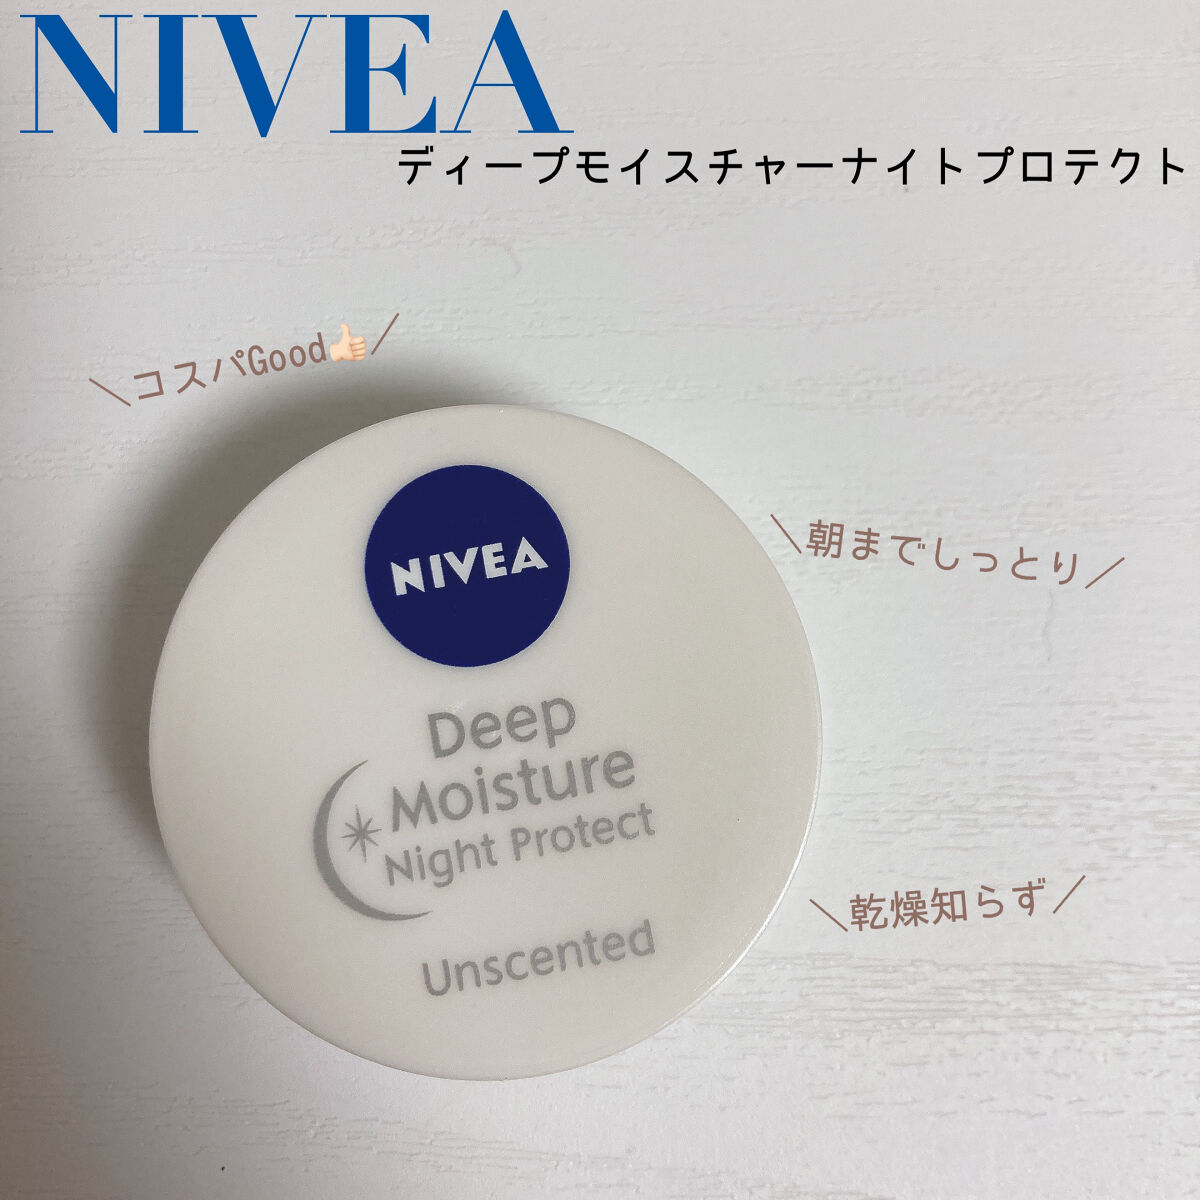 NIVEA
ディープモイスチャーナイトプロテクト
＼コスパGood👍🏻／
NIVEA
＼朝までしっとり／
Deep
Moisture
Night Protect
＼乾燥知らず／
Unscented